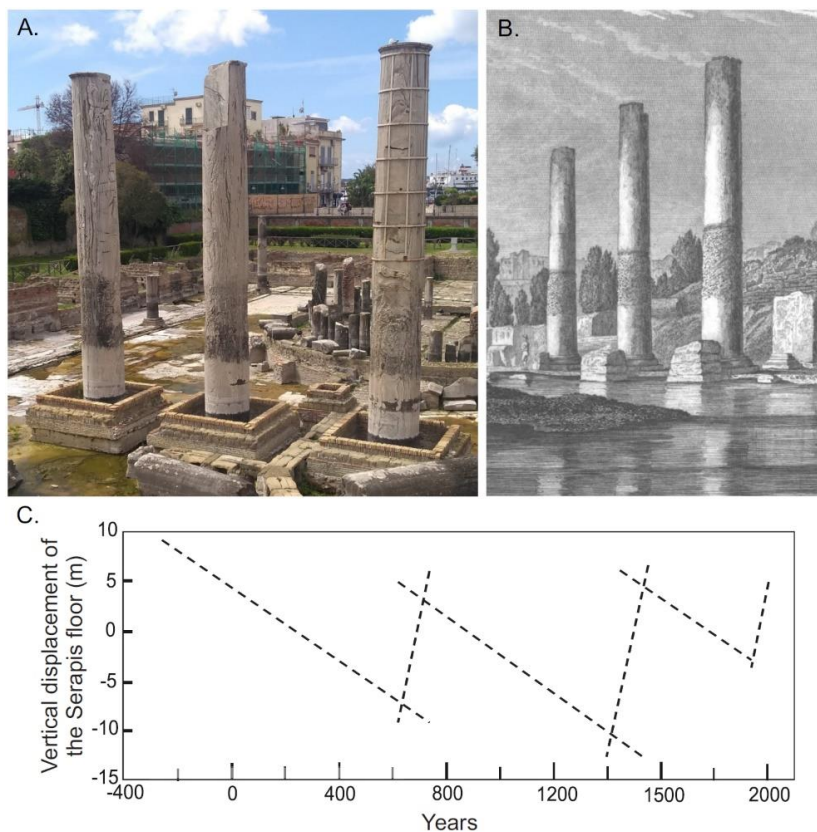 A.
B.
C.
Vertical displacement of
the Serapis floor (m)
10
5
0
-5
-10
-15
-400
0
400
800
1200
1500
2000
Years